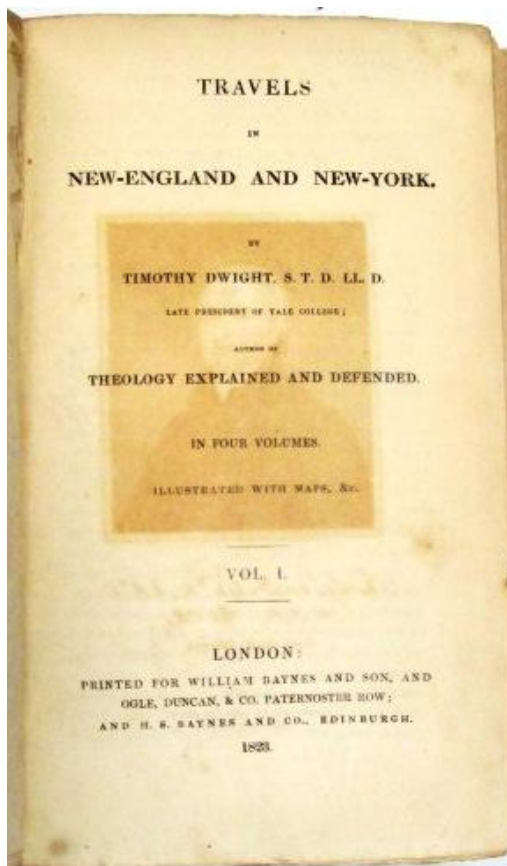 TRAVELS
IN
NEW-ENGLAND AND NEW-YORK.
BY
TIMOTHY DWIGHT, S. T. D. LL. D.
LATE PRESIDENT OF YALE COLLEGE;
AUTHOR OF
THEOLOGY EXPLAINED AND DEFENDED.
IN FOUR VOLUMES.
ILLUSTRATED WITH MAPS, &c.
VOL. I.
LONDON:
PRINTED FOR WILLIAM BAYNES AND SON, AND
OGLE, DUNCAN, & CO. PATERNOSTER ROW;
AND H. S. BAYNES AND CO., EDINBURGH.
1823.